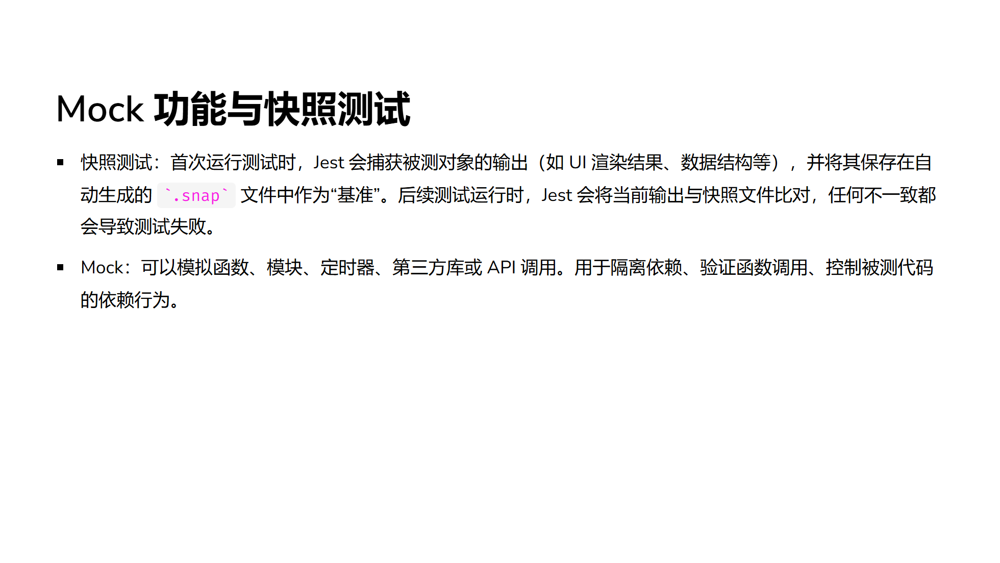 Mock 功能与快照测试
▪ 快照测试：首次运行测试时，Jest 会捕获被测对象的输出（如 UI 渲染结果、数据结构等），并将其保存在自
动生成的 `.snap` 文件中作为“基准”。后续测试运行时，Jest 会将当前输出与快照文件比对，任何不一致都
会导致测试失败。
▪ Mock：可以模拟函数、模块、定时器、第三方库或 API 调用。用于隔离依赖、验证函数调用、控制被测代码
的依赖行为。